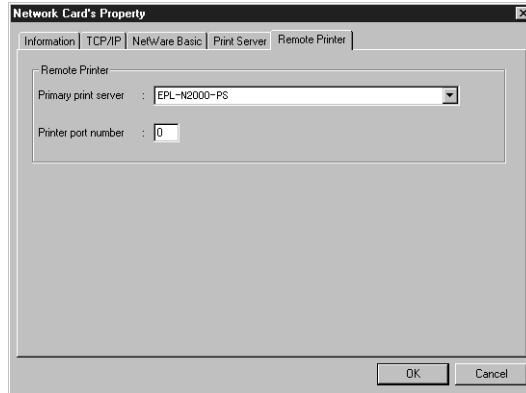 Network Card's Property
Information TCP/IP NetWare Basic Print Server Remote Printer
Remote Printer
Primary print server : EPL-N2000-PS
Printer port number : 0
OK Cancel